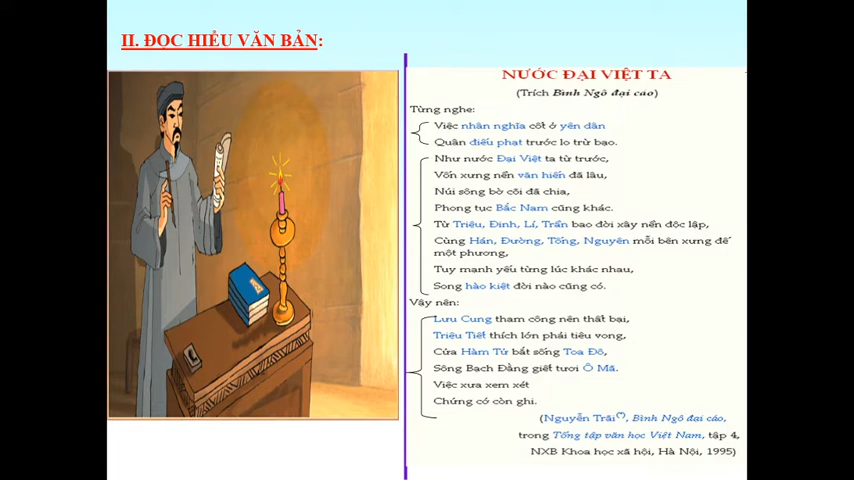 II. ĐỌC HIỂU VĂN BẢN:
NƯỚC ĐẠI VIỆT TA
(Trích Bình Ngô đại cáo)
Từng nghe:
Việc nhân nghĩa cốt ở yên dân
Quân điếu phạt trước lo trừ bạo.
Như nước Đại Việt ta từ trước,
Vốn xưng nền văn hiến đã lâu,
Núi sông bờ cõi đã chia,
Phong tục Bắc Nam cũng khác.
Từ Triệu, Đinh, Lí, Trần bao đời xây nền độc lập,
Cùng Hán, Đường, Tống, Nguyên mỗi bên xưng đế
một phương,
Tuy mạnh yếu từng lúc khác nhau,
Song hào kiệt đời nào cũng có.
Vậy nên:
Lưu Cung tham công nên thất bại,
Triệu Tiết thích lớn phải tiêu vong,
Cửa Hàm Tử bắt sống Toa Đô,
Sông Bạch Đằng giết tươi Ô Mã.
Việc xưa xem xét
Chứng cớ còn ghi.
(Nguyễn Trãi(*), Bình Ngô đại cáo,
trong Tổng tập văn học Việt Nam, tập 4,
NXB Khoa học xã hội, Hà Nội, 1995)